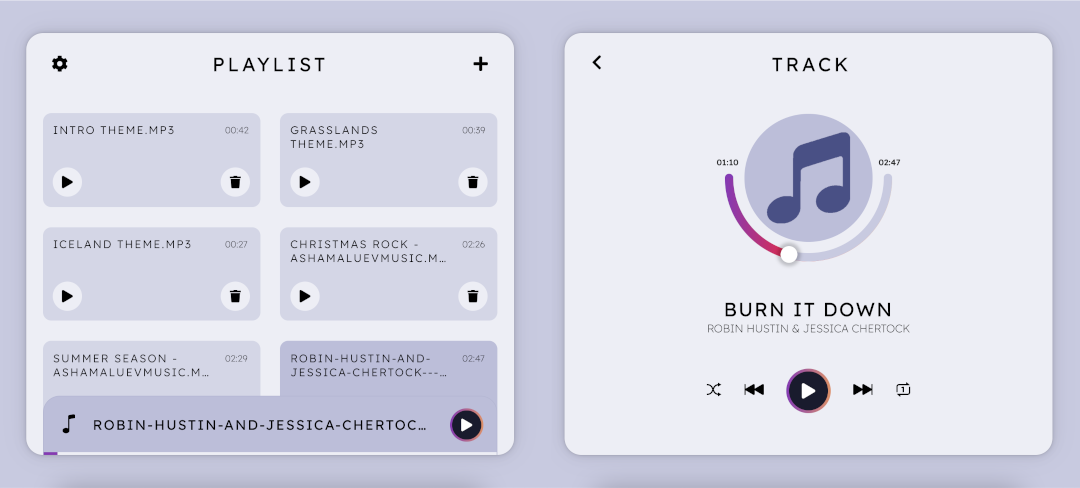 PLAYLIST
INTRO THEME.MP3
00:42
GRASSLANDS
THEME.MP3
00:39
ICELAND THEME.MP3
00:27
CHRISTMAS ROCK -
ASHAMALUEVMUSIC.M...
02:26
SUMMER SEASON -
ASHAMALUEVMUSIC.M...
02:29
ROBIN-HUSTIN-AND-
JESSICA-CHERTOCK---...
02:47
ROBIN-HUSTIN-AND-JESSICA-CHERTOC...
TRACK
01:10
02:47
BURN IT DOWN
ROBIN HUSTIN & JESSICA CHERTOCK
1